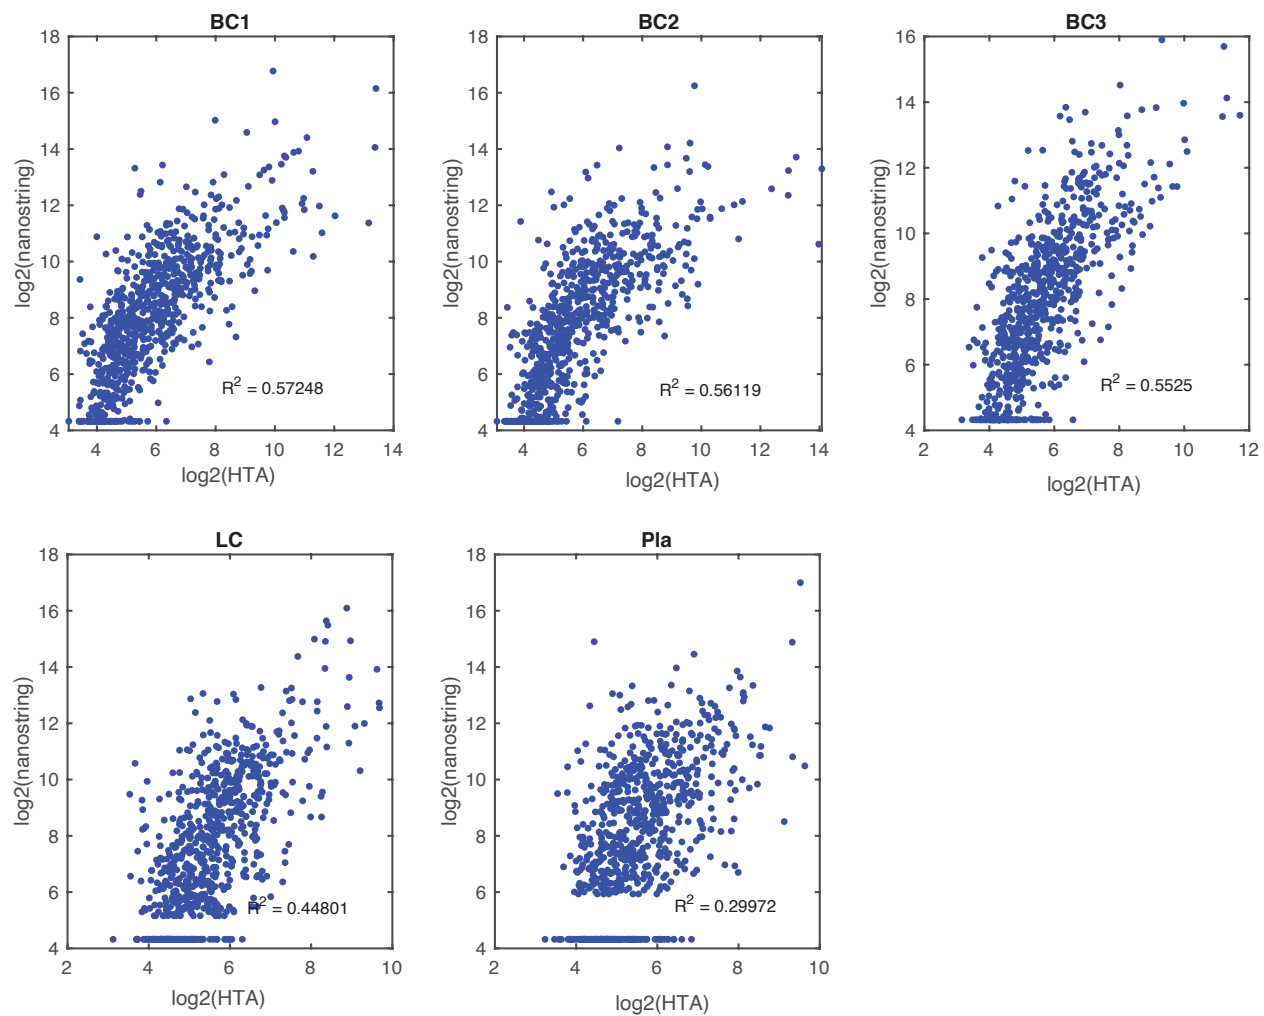 BC1
18
16
14
12
10
8
6
4
log2(nanostring)
R² = 0.57248
4 6 8 10 12 14
log2(HTA)
BC2
18
16
14
12
10
8
6
4
log2(nanostring)
R² = 0.56119
4 6 8 10 12 14
log2(HTA)
BC3
16
14
12
10
8
6
4
log2(nanostring)
R² = 0.5525
2 4 6 8 10 12
log2(HTA)
LC
18
16
14
12
10
8
6
4
log2(nanostring)
R² = 0.44801
2 4 6 8 10
log2(HTA)
Pla
18
16
14
12
10
8
6
4
log2(nanostring)
R² = 0.29972
2 4 6 8 10
log2(HTA)